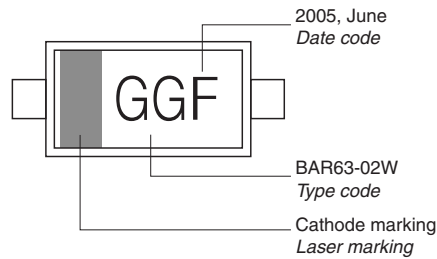 2005, June
Date code
GGF
BAR63-02W
Type code
Cathode marking
Laser marking